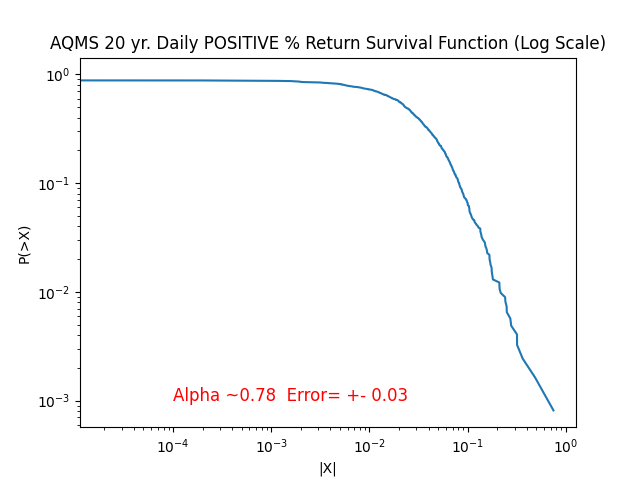 AQMS 20 yr. Daily POSITIVE % Return Survival Function (Log Scale)
10⁰
10⁻¹
P(>X)
10⁻²
10⁻³
Alpha ~0.78  Error= +- 0.03
10⁻⁴ 10⁻³ 10⁻² 10⁻¹ 10⁰
|X|